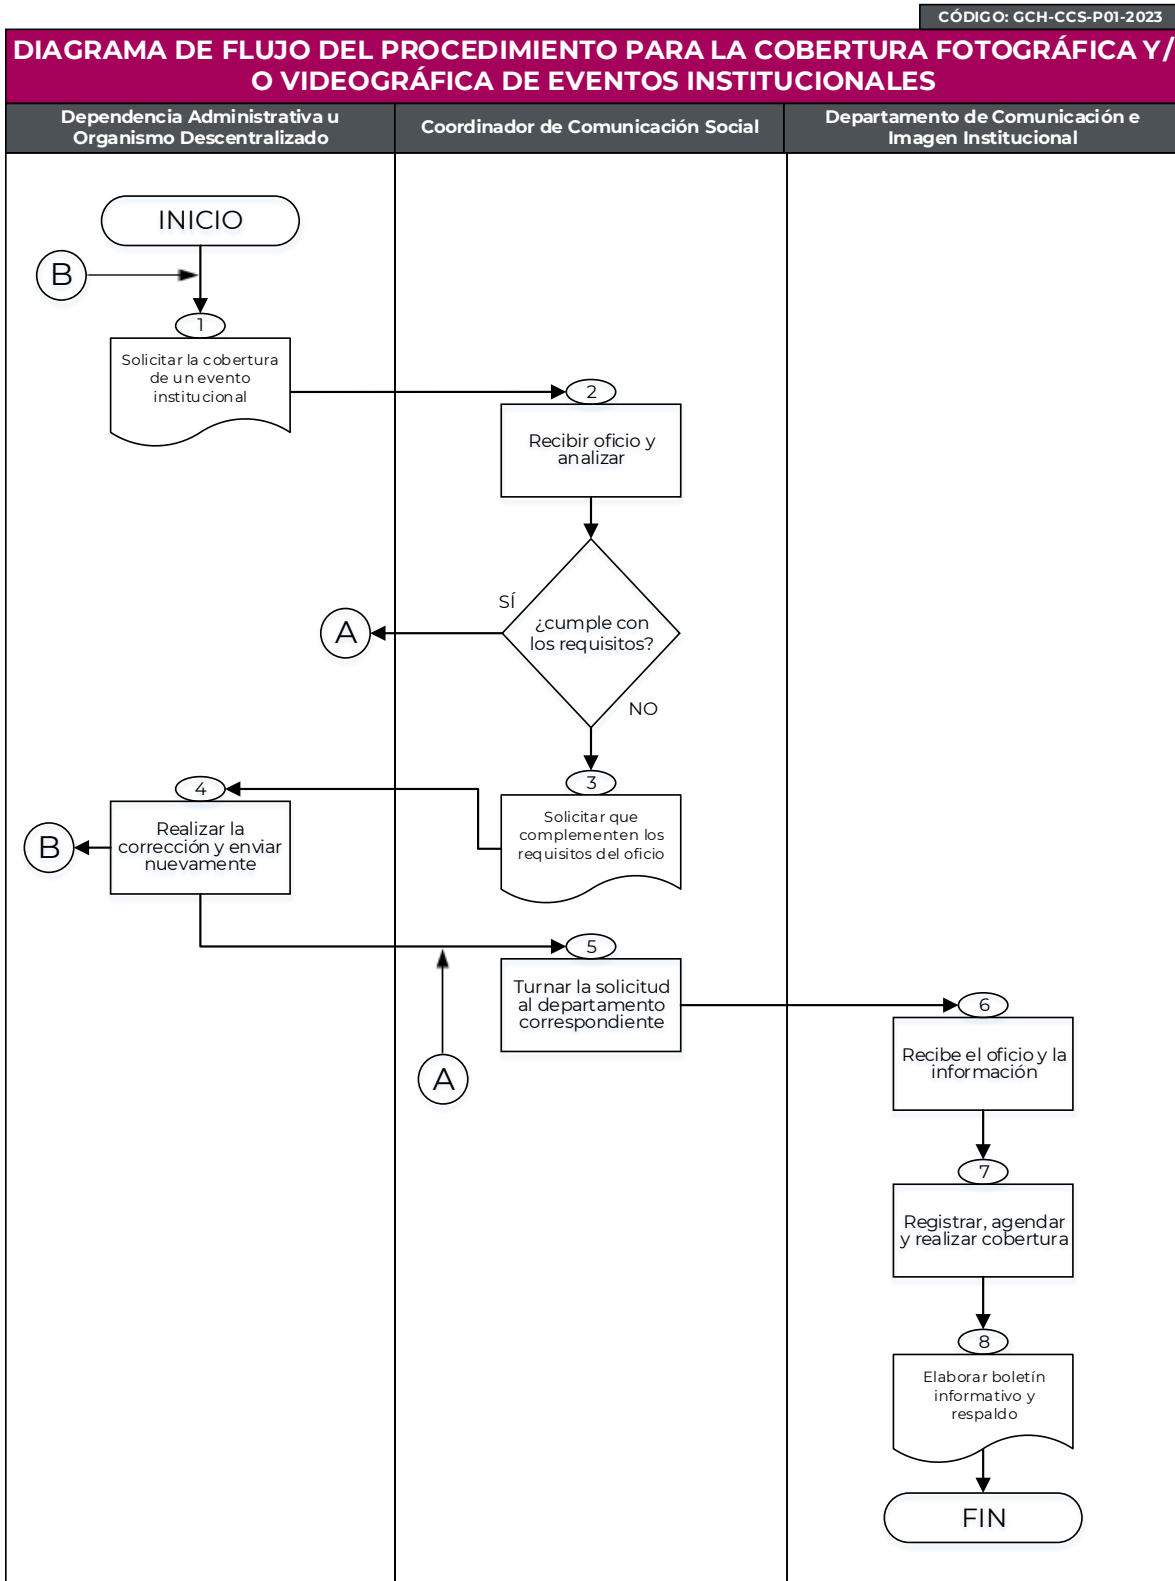 CÓDIGO: GCH-CCS-P01-2023
DIAGRAMA DE FLUJO DEL PROCEDIMIENTO PARA LA COBERTURA FOTOGRÁFICA Y/
O VIDEOGRÁFICA DE EVENTOS INSTITUCIONALES
Dependencia Administrativa u
Organismo Descentralizado
Coordinador de Comunicación Social
Departamento de Comunicación e
Imagen Institucional
INICIO
B
1
Solicitar la cobertura
de un evento
institucional
2
Recibir oficio y
analizar
SÍ
¿cumple con
los requisitos?
A
NO
3
Solicitar que
complementen los
requisitos del oficio
4
Realizar la
corrección y enviar
nuevamente
B
5
Turnar la solicitud
al departamento
correspondiente
A
6
Recibe el oficio y la
información
7
Registrar, agendar
y realizar cobertura
8
Elaborar boletín
informativo y
respaldo
FIN